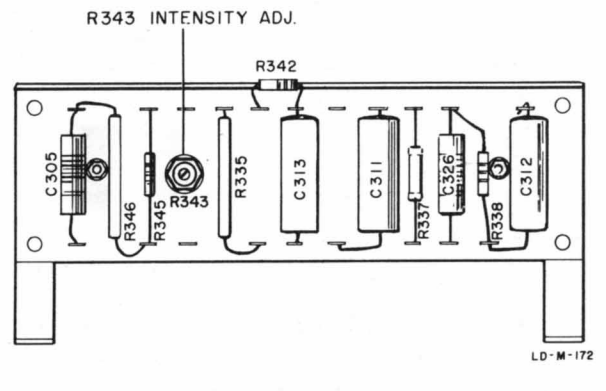 R343 INTENSITY ADJ.
R342
C305
R346
R345
R343
R335
C313
C311
R337
C326
R338
C312
LD-M-172